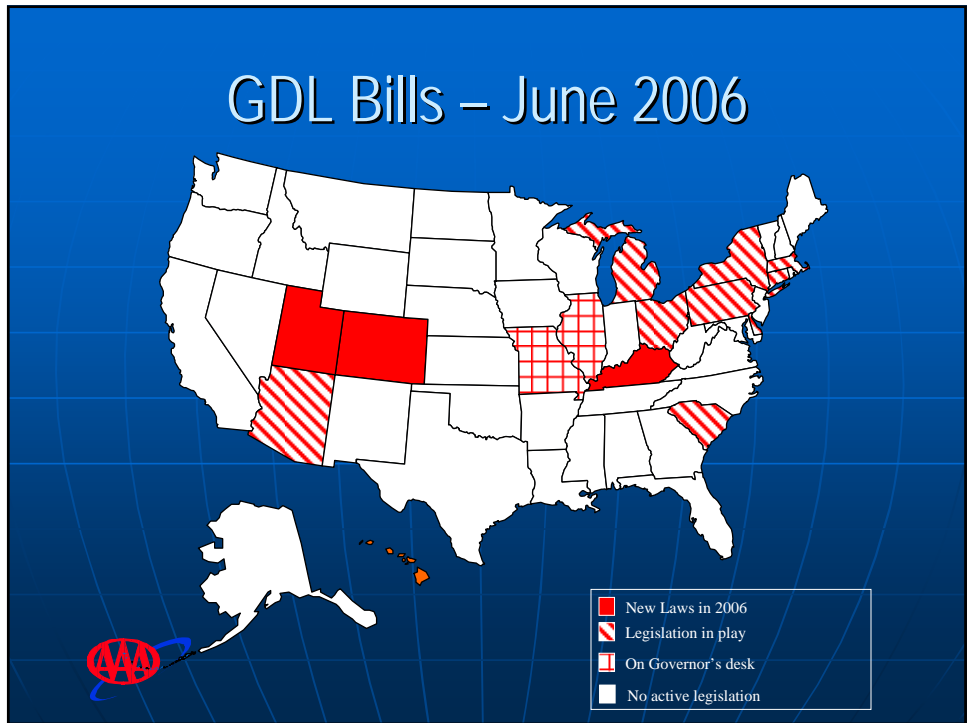 GDL Bills – June 2006
New Laws in 2006
Legislation in play
On Governor's desk
No active legislation
AAA